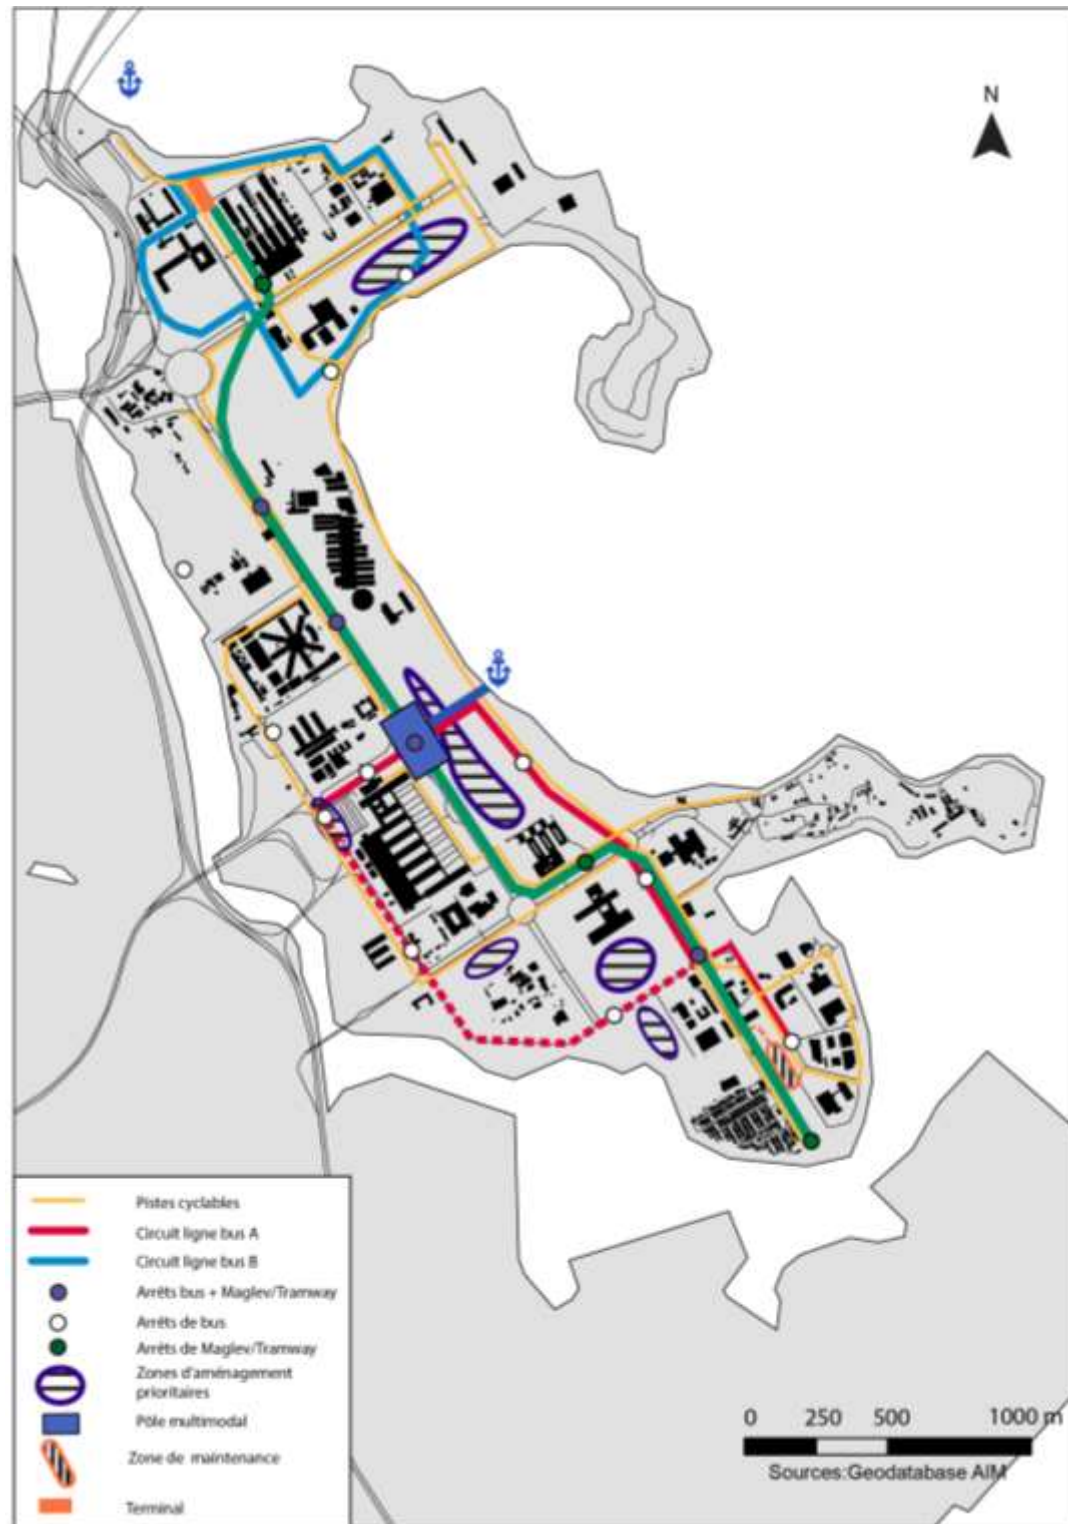 N
Pistes cyclables
Circuit ligne bus A
Circuit ligne bus B
Arrêts bus + Maglev/Tramway
Arrêts de bus
Arrêts de Maglev/Tramway
Zones d'aménagement
prioritaires
Pôle multimodal
Zone de maintenance
Terminal
0 250 500 1000 m
Sources:Geodatabase AIM